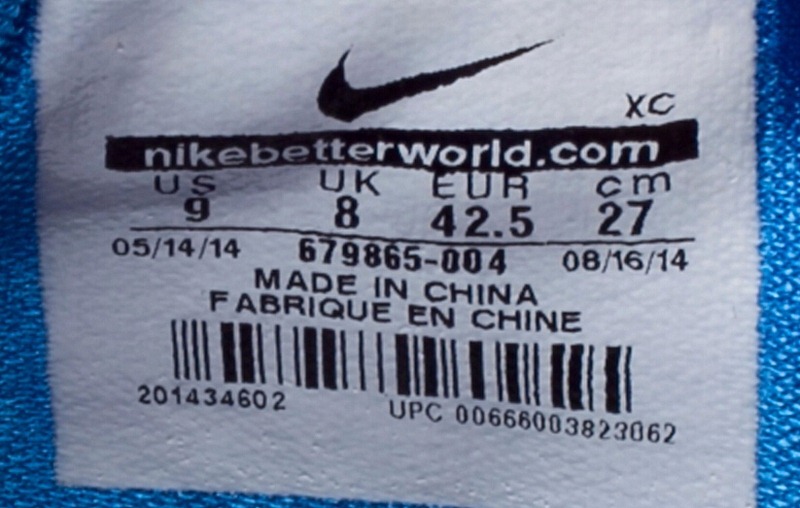 XC
nikebetterworld.com
US UK EUR cm
9 8 42.5 27
05/14/14 679865-004 08/16/14
MADE IN CHINA
FABRIQUE EN CHINE
201434602 UPC 00666003823062